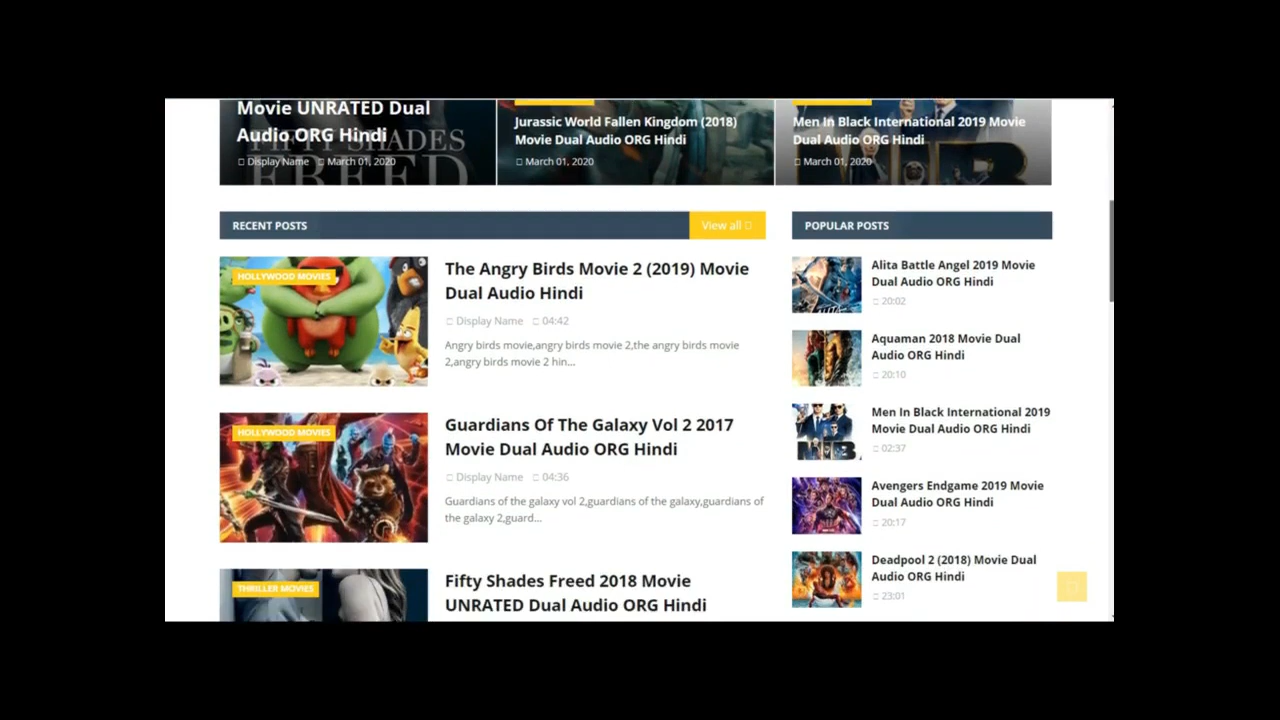 Movie UNRATED Dual
Audio ORG Hindi
FIFTY SHADES
FREED
Display Name March 01, 2020
Jurassic World Fallen Kingdom (2018)
Movie Dual Audio ORG Hindi
March 01, 2020
Men In Black International 2019 Movie
Dual Audio ORG Hindi
March 01, 2020
RECENT POSTS
View all
HOLLYWOOD MOVIES
The Angry Birds Movie 2 (2019) Movie
Dual Audio Hindi
Display Name 04:42
Angry birds movie,angry birds movie 2,the angry birds movie
2,angry birds movie 2 hin...
HOLLYWOOD MOVIES
Guardians Of The Galaxy Vol 2 2017
Movie Dual Audio ORG Hindi
Display Name 04:36
Guardians of the galaxy vol 2,guardians of the galaxy,guardians of
the galaxy 2,guard...
THRILLER MOVIES
Fifty Shades Freed 2018 Movie
UNRATED Dual Audio ORG Hindi
POPULAR POSTS
Alita Battle Angel 2019 Movie
Dual Audio ORG Hindi
20:02
Aquaman 2018 Movie Dual
Audio ORG Hindi
20:10
Men In Black International 2019
Movie Dual Audio ORG Hindi
02:37
Avengers Endgame 2019 Movie
Dual Audio ORG Hindi
20:17
Deadpool 2 (2018) Movie Dual
Audio ORG Hindi
23:01